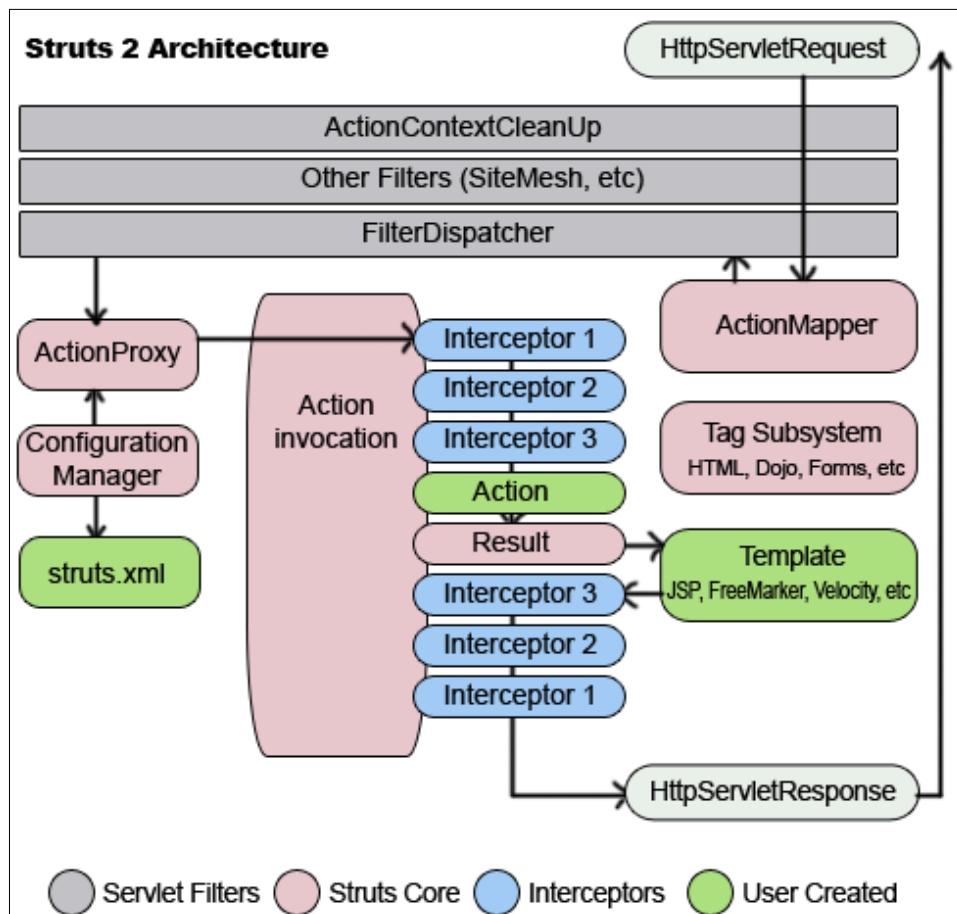 Struts 2 Architecture
HttpServletRequest
ActionContextCleanUp
Other Filters (SiteMesh, etc)
FilterDispatcher
ActionProxy
Configuration
Manager
struts.xml
Action
invocation
Interceptor 1
Interceptor 2
Interceptor 3
Action
Result
Interceptor 3
Interceptor 2
Interceptor 1
ActionMapper
Tag Subsystem
HTML, Dojo, Forms, etc
Template
JSP, FreeMarker, Velocity, etc
HttpServletResponse
Servlet Filters
Struts Core
Interceptors
User Created